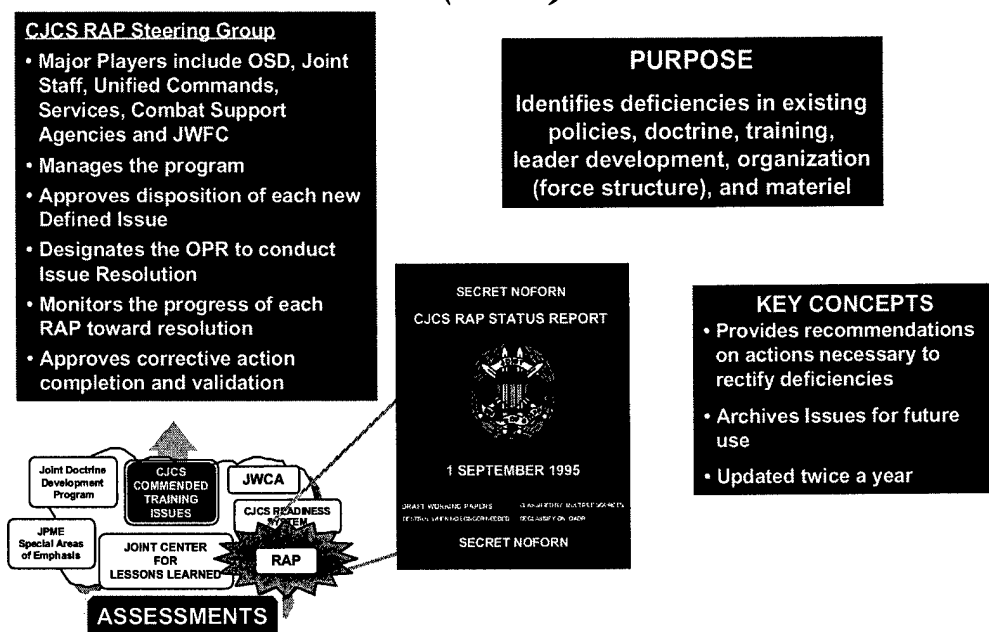 CJCS RAP Steering Group
• Major Players include OSD, Joint
Staff, Unified Commands,
Services, Combat Support
Agencies and JWFC
• Manages the program
• Approves disposition of each new
Defined Issue
• Designates the OPR to conduct
Issue Resolution
• Monitors the progress of each
RAP toward resolution
• Approves corrective action
completion and validation
PURPOSE
Identifies deficiencies in existing
policies, doctrine, training,
leader development, organization
(force structure), and materiel
SECRET NOFORN
CJCS RAP STATUS REPORT
1 SEPTEMBER 1995
DRAFT WORKING PAPERS
SECRET NOFORN
KEY CONCEPTS
• Provides recommendations
on actions necessary to
rectify deficiencies
• Archives Issues for future
use
• Updated twice a year
Joint Doctrine
Development
Program
CJCS
COMMENDED
TRAINING
ISSUES
JWCA
CJCS READINESS
SYSTEM
JPME
Special Areas
of Emphasis
JOINT CENTER
FOR
LESSONS LEARNED
RAP
ASSESSMENTS